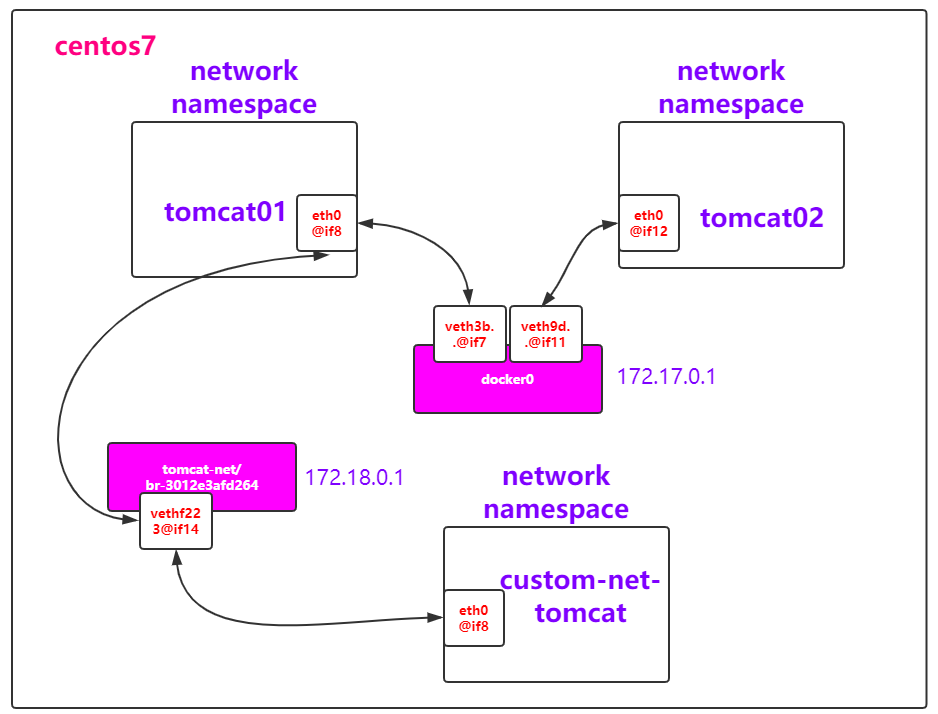 centos7
network
namespace
tomcat01
eth0
@if8
network
namespace
eth0
@if12
tomcat02
veth3b.
.@if7
veth9d.
.@if11
docker0
172.17.0.1
tomcat-net/
br-3012e3afd264
172.18.0.1
vethf22
3@if14
network
namespace
custom-net-
tomcat
eth0
@if8